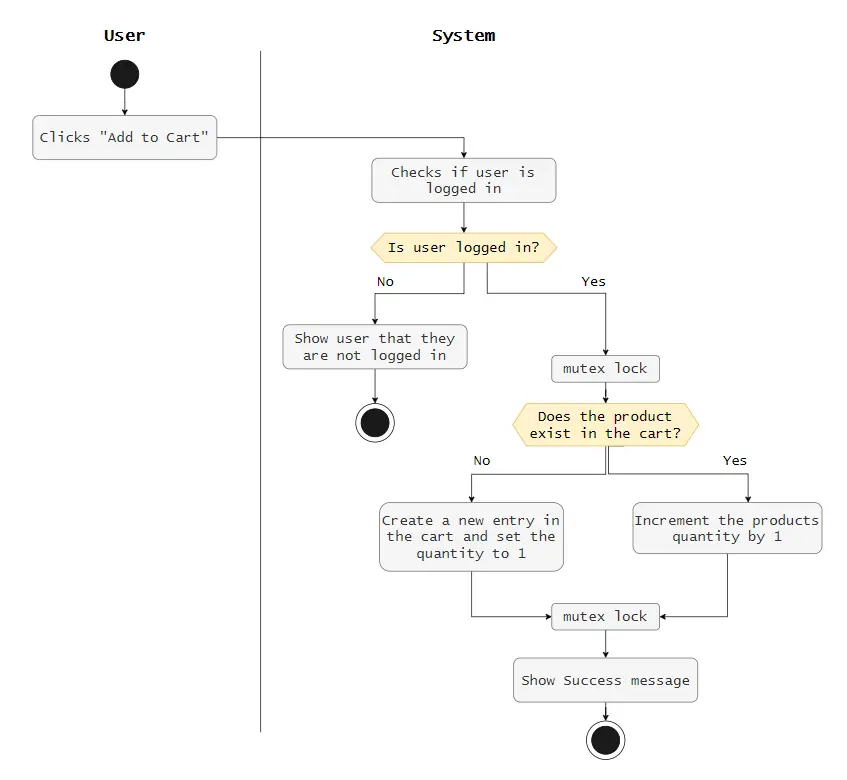 User
System
Clicks "Add to Cart"
Checks if user is
logged in
Is user logged in?
No
Yes
Show user that they
are not logged in
mutex lock
Does the product
exist in the cart?
No
Yes
Create a new entry in
the cart and set the
quantity to 1
Increment the products
quantity by 1
mutex lock
Show Success message